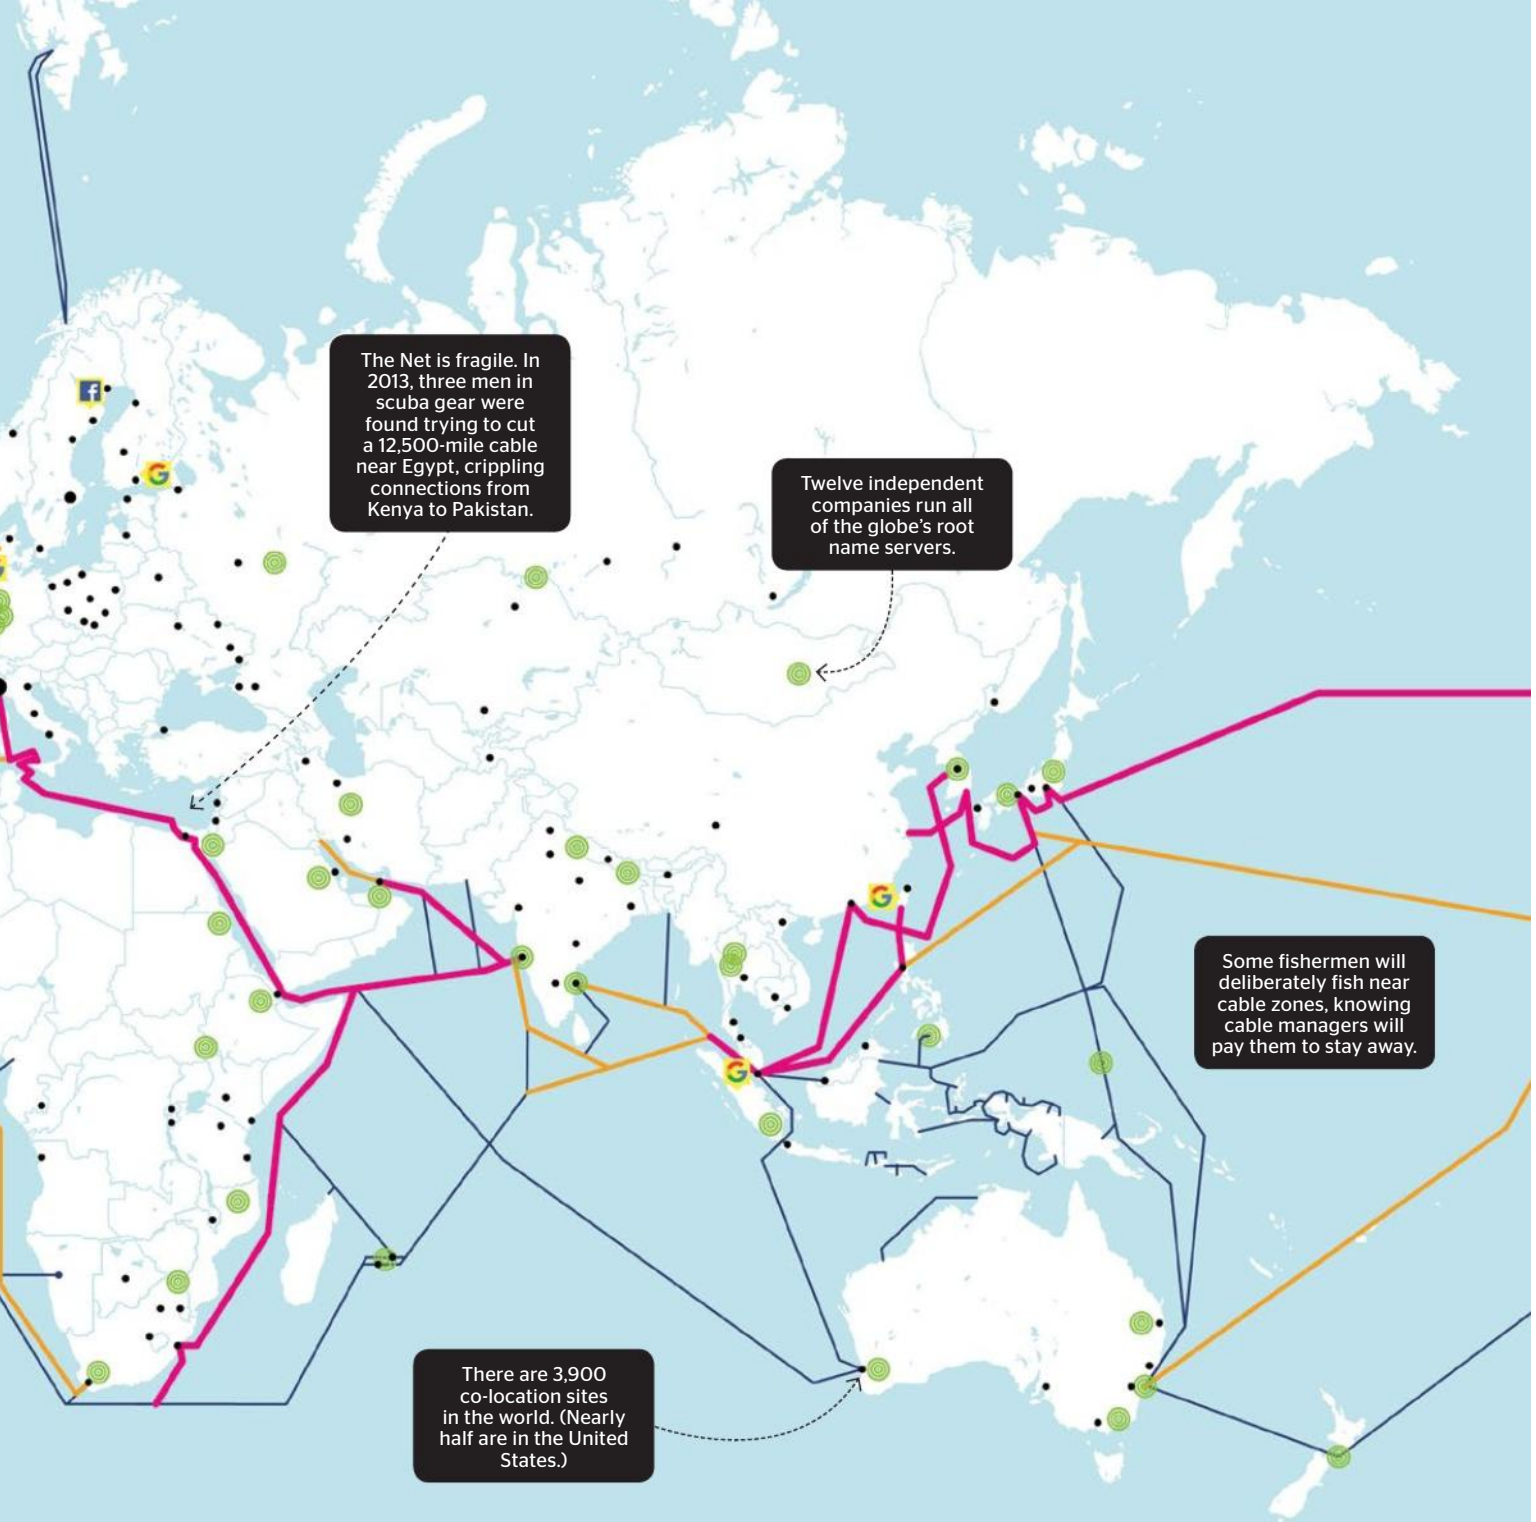 The Net is fragile. In
2013, three men in
scuba gear were
found trying to cut
a 12,500-mile cable
near Egypt, crippling
connections from
Kenya to Pakistan.
Twelve independent
companies run all
of the globe’s root
name servers.
Some fishermen will
deliberately fish near
cable zones, knowing
cable managers will
pay them to stay away.
There are 3,900
co-location sites
in the world. (Nearly
half are in the United
States.)